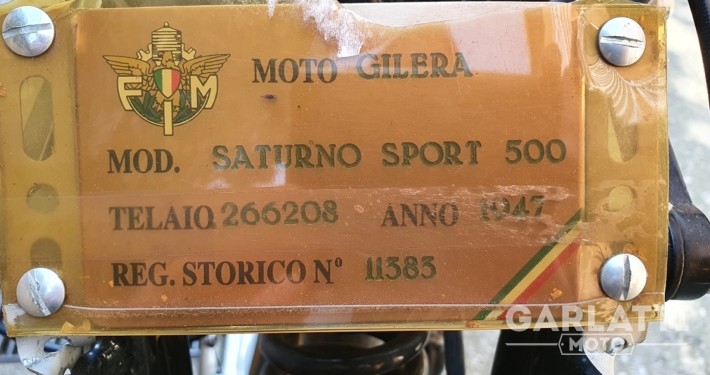 FMI
MOTO GILERA
MOD. SATURNO SPORT 500
TELAIO 266208 ANNO 1947
REG. STORICO N° 11383
GARLATTI
MOTO